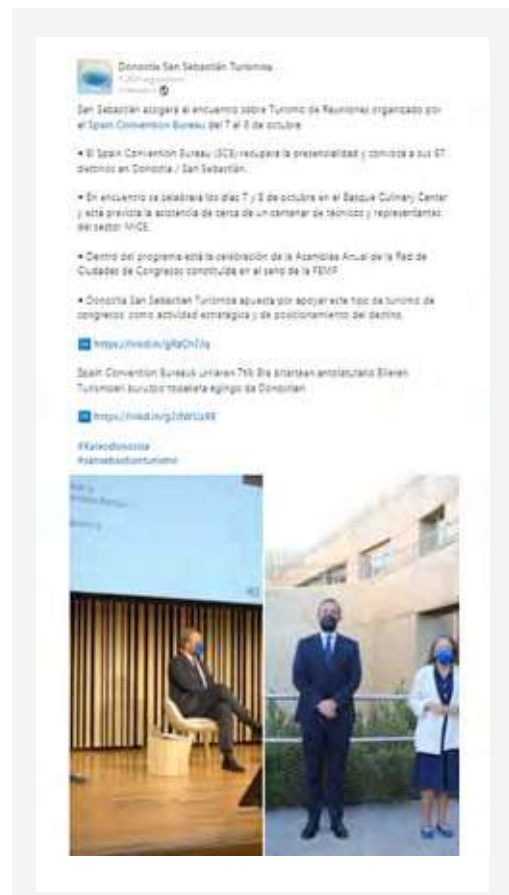 Donostia San Sebastián Turismoa
San Sebastián acogerá el encuentro sobre Turismo de Reuniones organizado por
el Spain Convention Bureau del 7 al 8 de octubre
• El Spain Convention Bureau (SCB) recupera la presencialidad y convoca a sus 67
destinos en Donostia / San Sebastián.
• En encuentro se celebrará los días 7 y 8 de octubre en el Basque Culinary Center
y está prevista la asistencia de cerca de un centenar de técnicos y representantes
del sector MICE.
• Dentro del programa está la celebración de la Asamblea Anual de la Red de
Ciudades de Congresos constituida en el seno de la FEMP.
• Donostia San Sebastián Turismoa apuesta por apoyar este tipo de turismo de
congresos, como actividad estratégica y de posicionamiento del destino.
Spain Convention Bureauk urriaren 7tik 8ra bitartean antolatutako Bileren
Turismoari buruzko topaketa egingo da Donostian
#Kaixodonostia
#sansebastianturismo